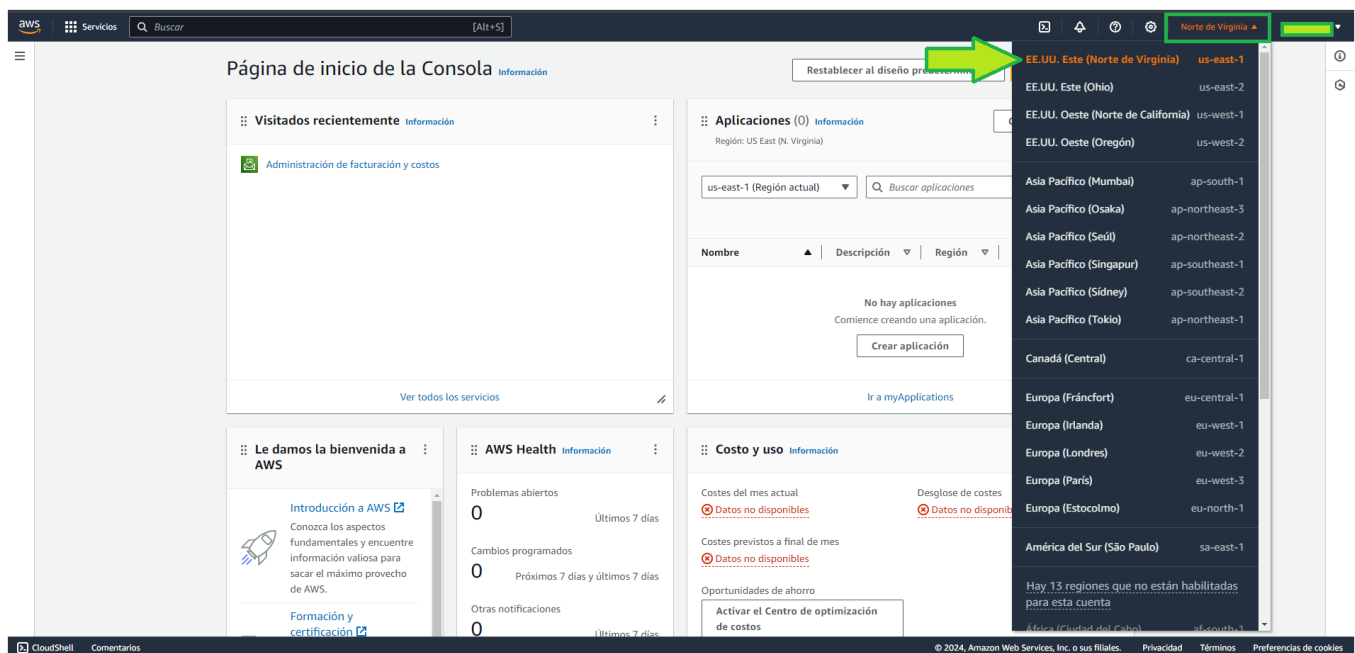 aws
Servicios
Buscar
[Alt+S]
Norte de Virginia
Página de inicio de la Consola Información
Restablecer al diseño
Visitados recientemente Información
Administración de facturación y costos
Ver todos los servicios
Aplicaciones (0) Información
Región: US East (N. Virginia)
us-east-1 (Región actual)
Buscar aplicaciones
Nombre
Descripción
Región
No hay aplicaciones
Comience creando una aplicación.
Crear aplicación
Ir a myApplications
Le damos la bienvenida a
AWS
Introducción a AWS
Conozca los aspectos
fundamentales y encuentre
información valiosa para
sacar el máximo provecho
de AWS.
Formación y
certificación
AWS Health Información
Problemas abiertos
0
Últimos 7 días
Cambios programados
0
Próximos 7 días y últimos 7 días
Otras notificaciones
0
Últimos 7 días
Costo y uso Información
Costes del mes actual
Datos no disponibles
Costes previstos a final de mes
Datos no disponibles
Oportunidades de ahorro
Activar el Centro de optimización
de costos
Desglose de costes
Datos no
EE.UU. Este (Norte de Virginia) us-east-1
EE.UU. Este (Ohio) us-east-2
EE.UU. Oeste (Norte de California) us-west-1
EE.UU. Oeste (Oregón) us-west-2
Asia Pacífico (Mumbai) ap-south-1
Asia Pacífico (Osaka) ap-northeast-3
Asia Pacífico (Seúl) ap-northeast-2
Asia Pacífico (Singapur) ap-southeast-1
Asia Pacífico (Sídney) ap-southeast-2
Asia Pacífico (Tokio) ap-northeast-1
Canadá (Central) ca-central-1
Europa (Fráncfort) eu-central-1
Europa (Irlanda) eu-west-1
Europa (Londres) eu-west-2
Europa (París) eu-west-3
Europa (Estocolmo) eu-north-1
América del Sur (São Paulo) sa-east-1
Hay 13 regiones que no están habilitadas
para esta cuenta
África (Ciudad del Cabo) af-south-1
CloudShell
Comentarios
© 2024, Amazon Web Services, Inc. o sus filiales.
Privacidad
Términos
Preferencias de cookies